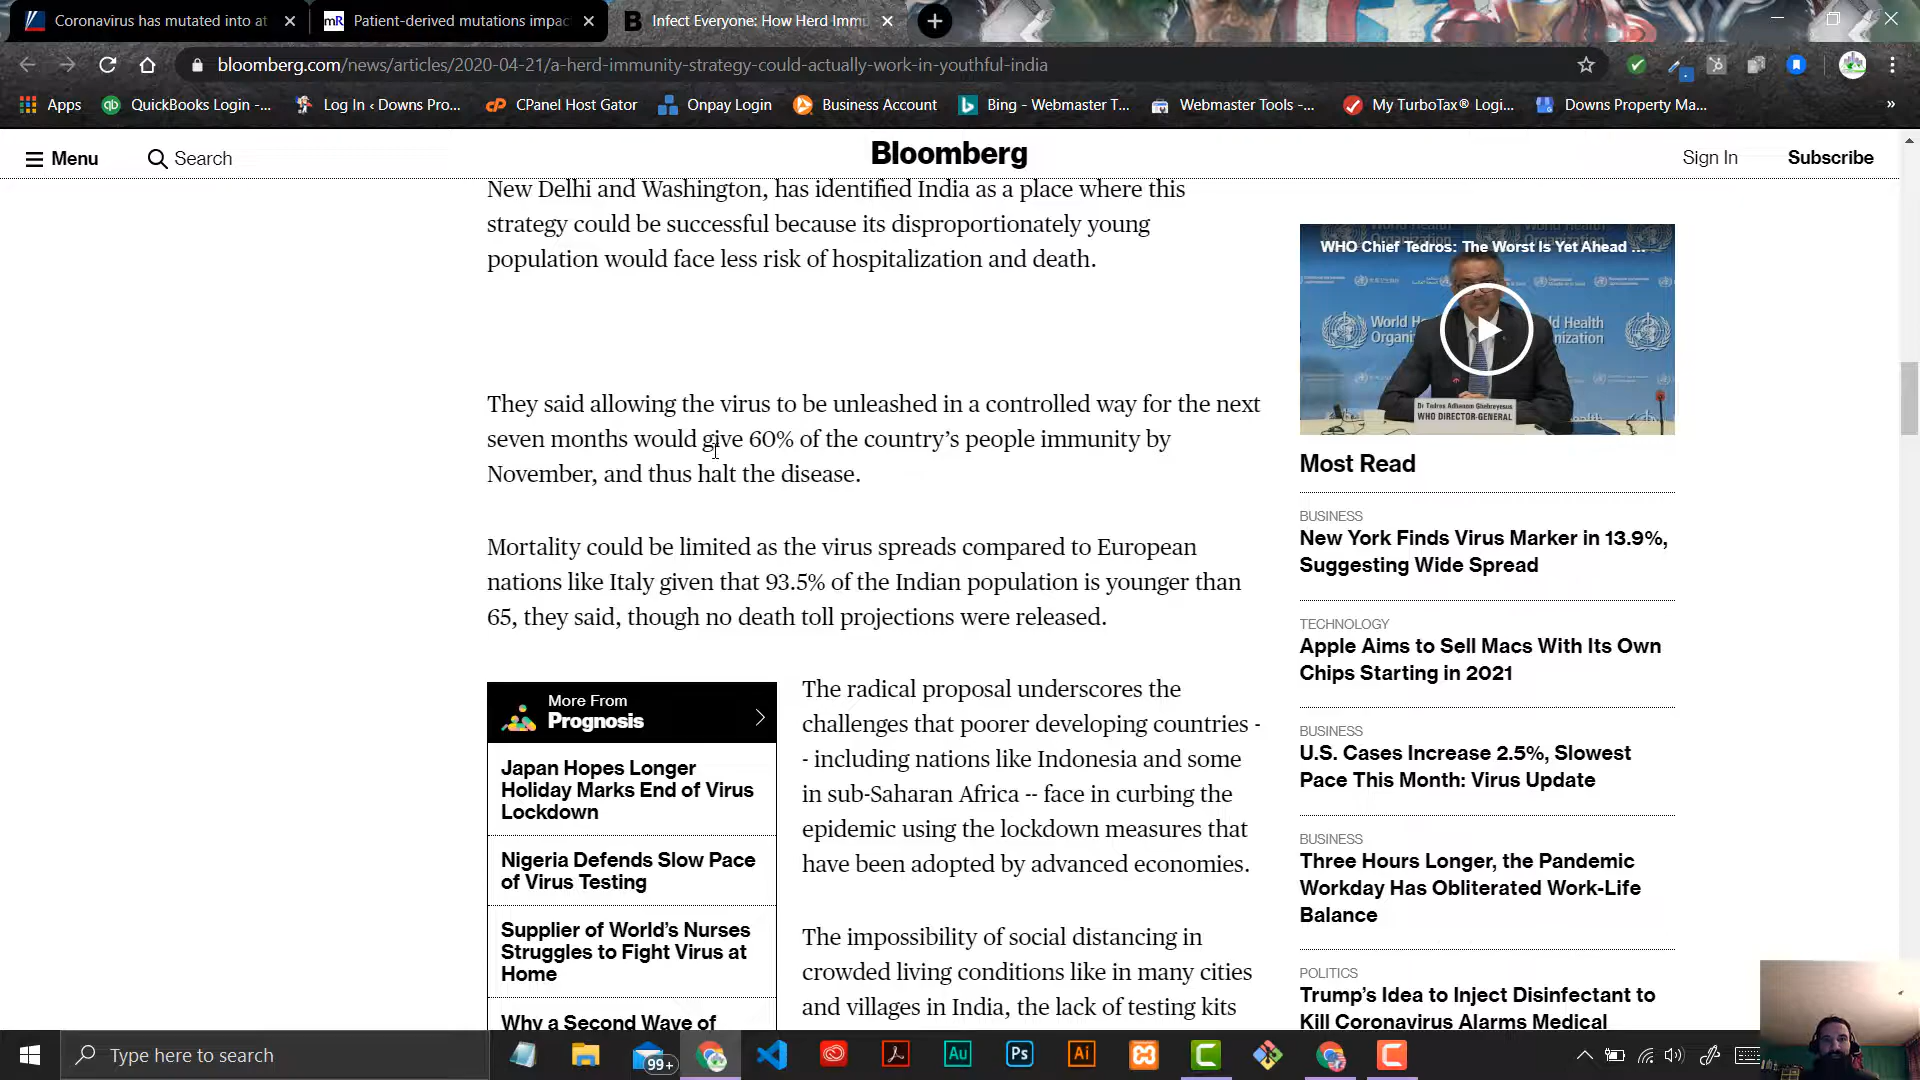 Coronavirus has mutated into at
mR Patient-derived mutations impac
Infect Everyone: How Herd Immu
bloomberg.com/news/articles/2020-04-21/a-herd-immunity-strategy-could-actually-work-in-youthful-india
Apps
QuickBooks Login -...
Log In ‹ Downs Pro...
CPanel Host Gator
Onpay Login
Business Account
Bing - Webmaster T...
Webmaster Tools -...
My TurboTax® Logi...
Downs Property Ma...
»
Menu
Search
Bloomberg
Sign In
Subscribe
New Delhi and Washington, has identified India as a place where this
strategy could be successful because its disproportionately young
population would face less risk of hospitalization and death.
They said allowing the virus to be unleashed in a controlled way for the next
seven months would give 60% of the country's people immunity by
November, and thus halt the disease.
Mortality could be limited as the virus spreads compared to European
nations like Italy given that 93.5% of the Indian population is younger than
65, they said, though no death toll projections were released.
More From
Prognosis
Japan Hopes Longer
Holiday Marks End of Virus
Lockdown
Nigeria Defends Slow Pace
of Virus Testing
Supplier of World's Nurses
Struggles to Fight Virus at
Home
Why a Second Wave of
The radical proposal underscores the
challenges that poorer developing countries -
- including nations like Indonesia and some
in sub-Saharan Africa -- face in curbing the
epidemic using the lockdown measures that
have been adopted by advanced economies.
The impossibility of social distancing in
crowded living conditions like in many cities
and villages in India, the lack of testing kits
WHO Chief Tedros: The Worst Is Yet Ahead ...
World H
Organi
Health
nization
Dr Tedros Adhanom Ghebreyesus
WHO DIRECTOR-GENERAL
Most Read
BUSINESS
New York Finds Virus Marker in 13.9%,
Suggesting Wide Spread
TECHNOLOGY
Apple Aims to Sell Macs With Its Own
Chips Starting in 2021
BUSINESS
U.S. Cases Increase 2.5%, Slowest
Pace This Month: Virus Update
BUSINESS
Three Hours Longer, the Pandemic
Workday Has Obliterated Work-Life
Balance
POLITICS
Trump's Idea to Inject Disinfectant to
Kill Coronavirus Alarms Medical
Type here to search
99+
Au
Ps
Ai